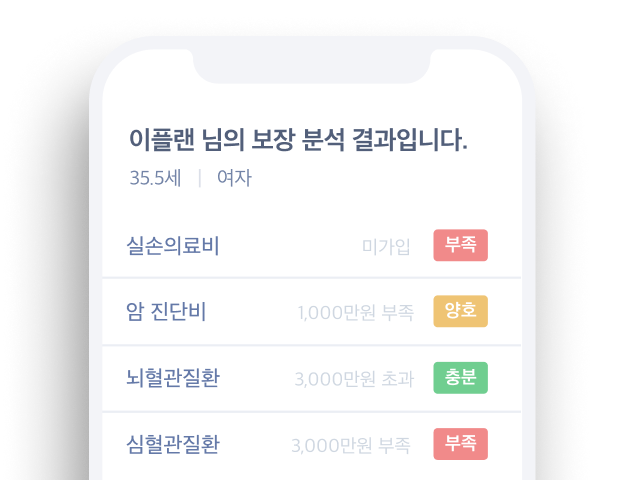 이플랜 님의 보장 분석 결과입니다.
35.5세 | 여자
실손의료비 미가입 부족
암 진단비 1,000만원 부족 양호
뇌혈관질환 3,000만원 초과 충분
심혈관질환 3,000만원 부족 부족